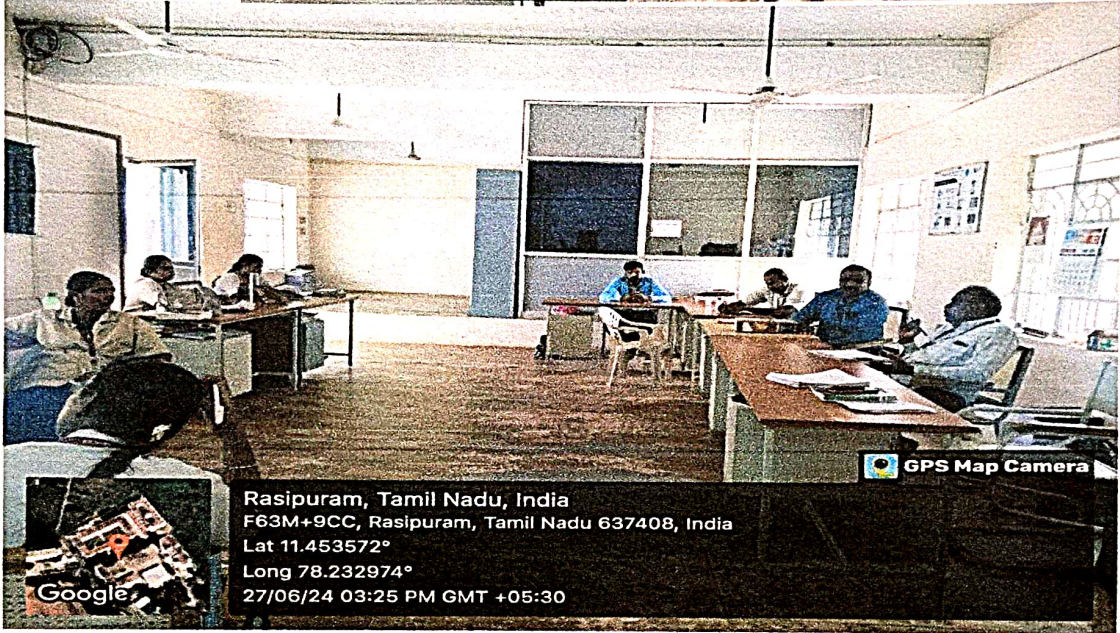 GPS Map Camera
Rasipuram, Tamil Nadu, India
F63M+9CC, Rasipuram, Tamil Nadu 637408, India
Lat 11.453572°
Long 78.232974°
27/06/24 03:25 PM GMT +05:30
Google